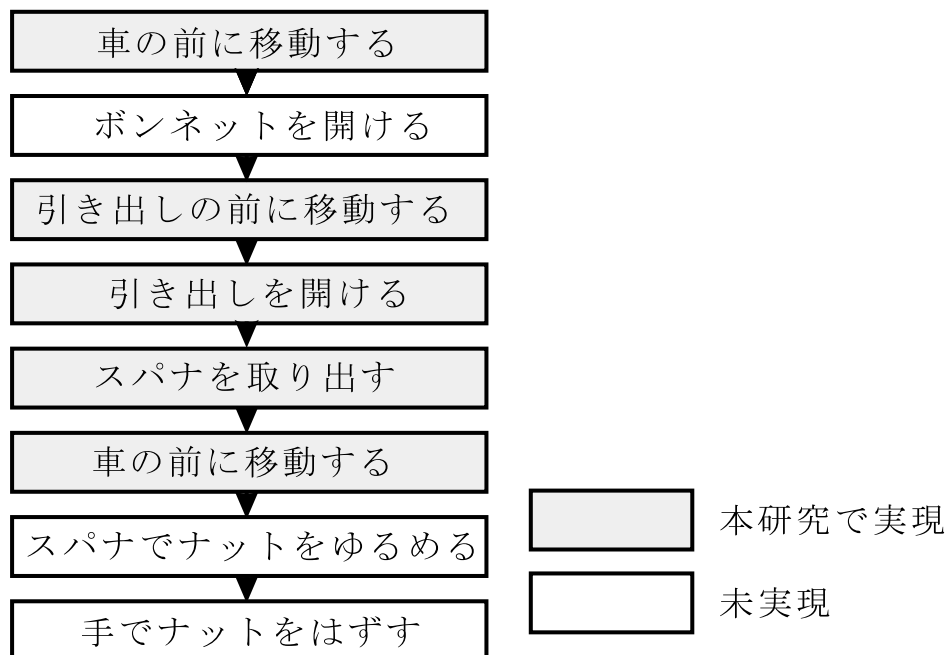 車の前に移動する
ボンネットを開ける
引き出しの前に移動する
引き出しを開ける
スパナを取り出す
車の前に移動する
スパナでナットをゆるめる
手でナットをはずす
本研究で実現
未実現